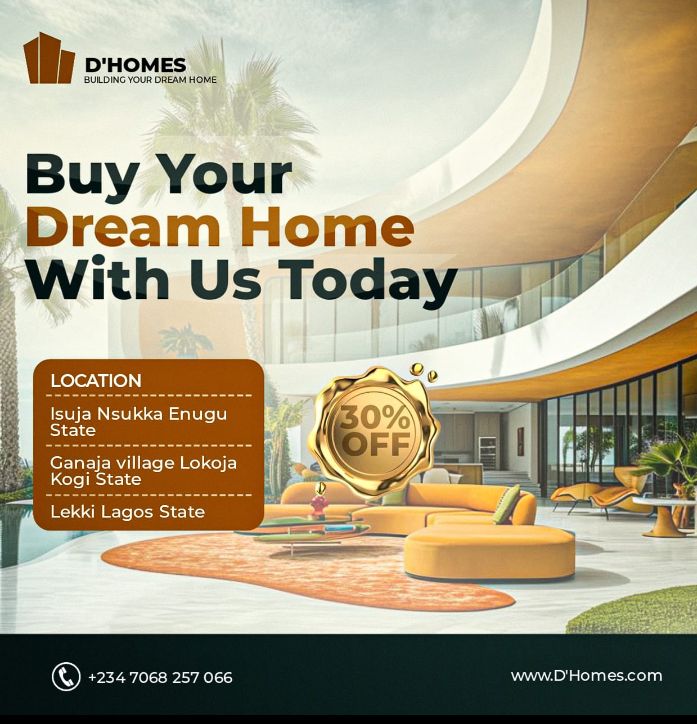 D'HOMES
BUILDING YOUR DREAM HOME
Buy Your
Dream Home
With Us Today
LOCATION
Isuja Nsukka Enugu
State
Ganaja village Lokoja
Kogi State
Lekki Lagos State
30%
OFF
+234 7068 257 066
www.D'Homes.com